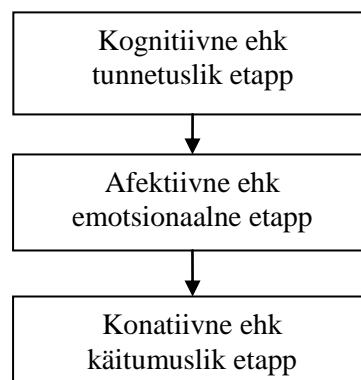 Kognitiivne ehk
tunnetuslik etapp
Afektiivne ehk
emotsionaalne etapp
Konatiivne ehk
käitumuslik etapp